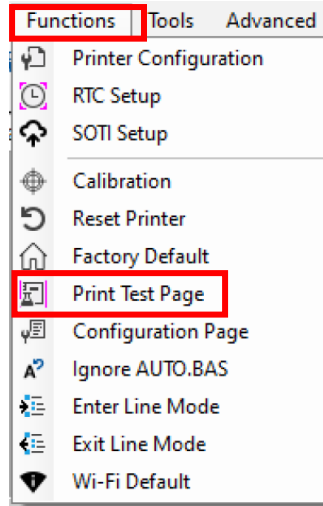 Functions Tools Advanced
Printer Configuration
RTC Setup
SOTI Setup
Calibration
Reset Printer
Factory Default
Print Test Page
Configuration Page
Ignore AUTO.BAS
Enter Line Mode
Exit Line Mode
Wi-Fi Default